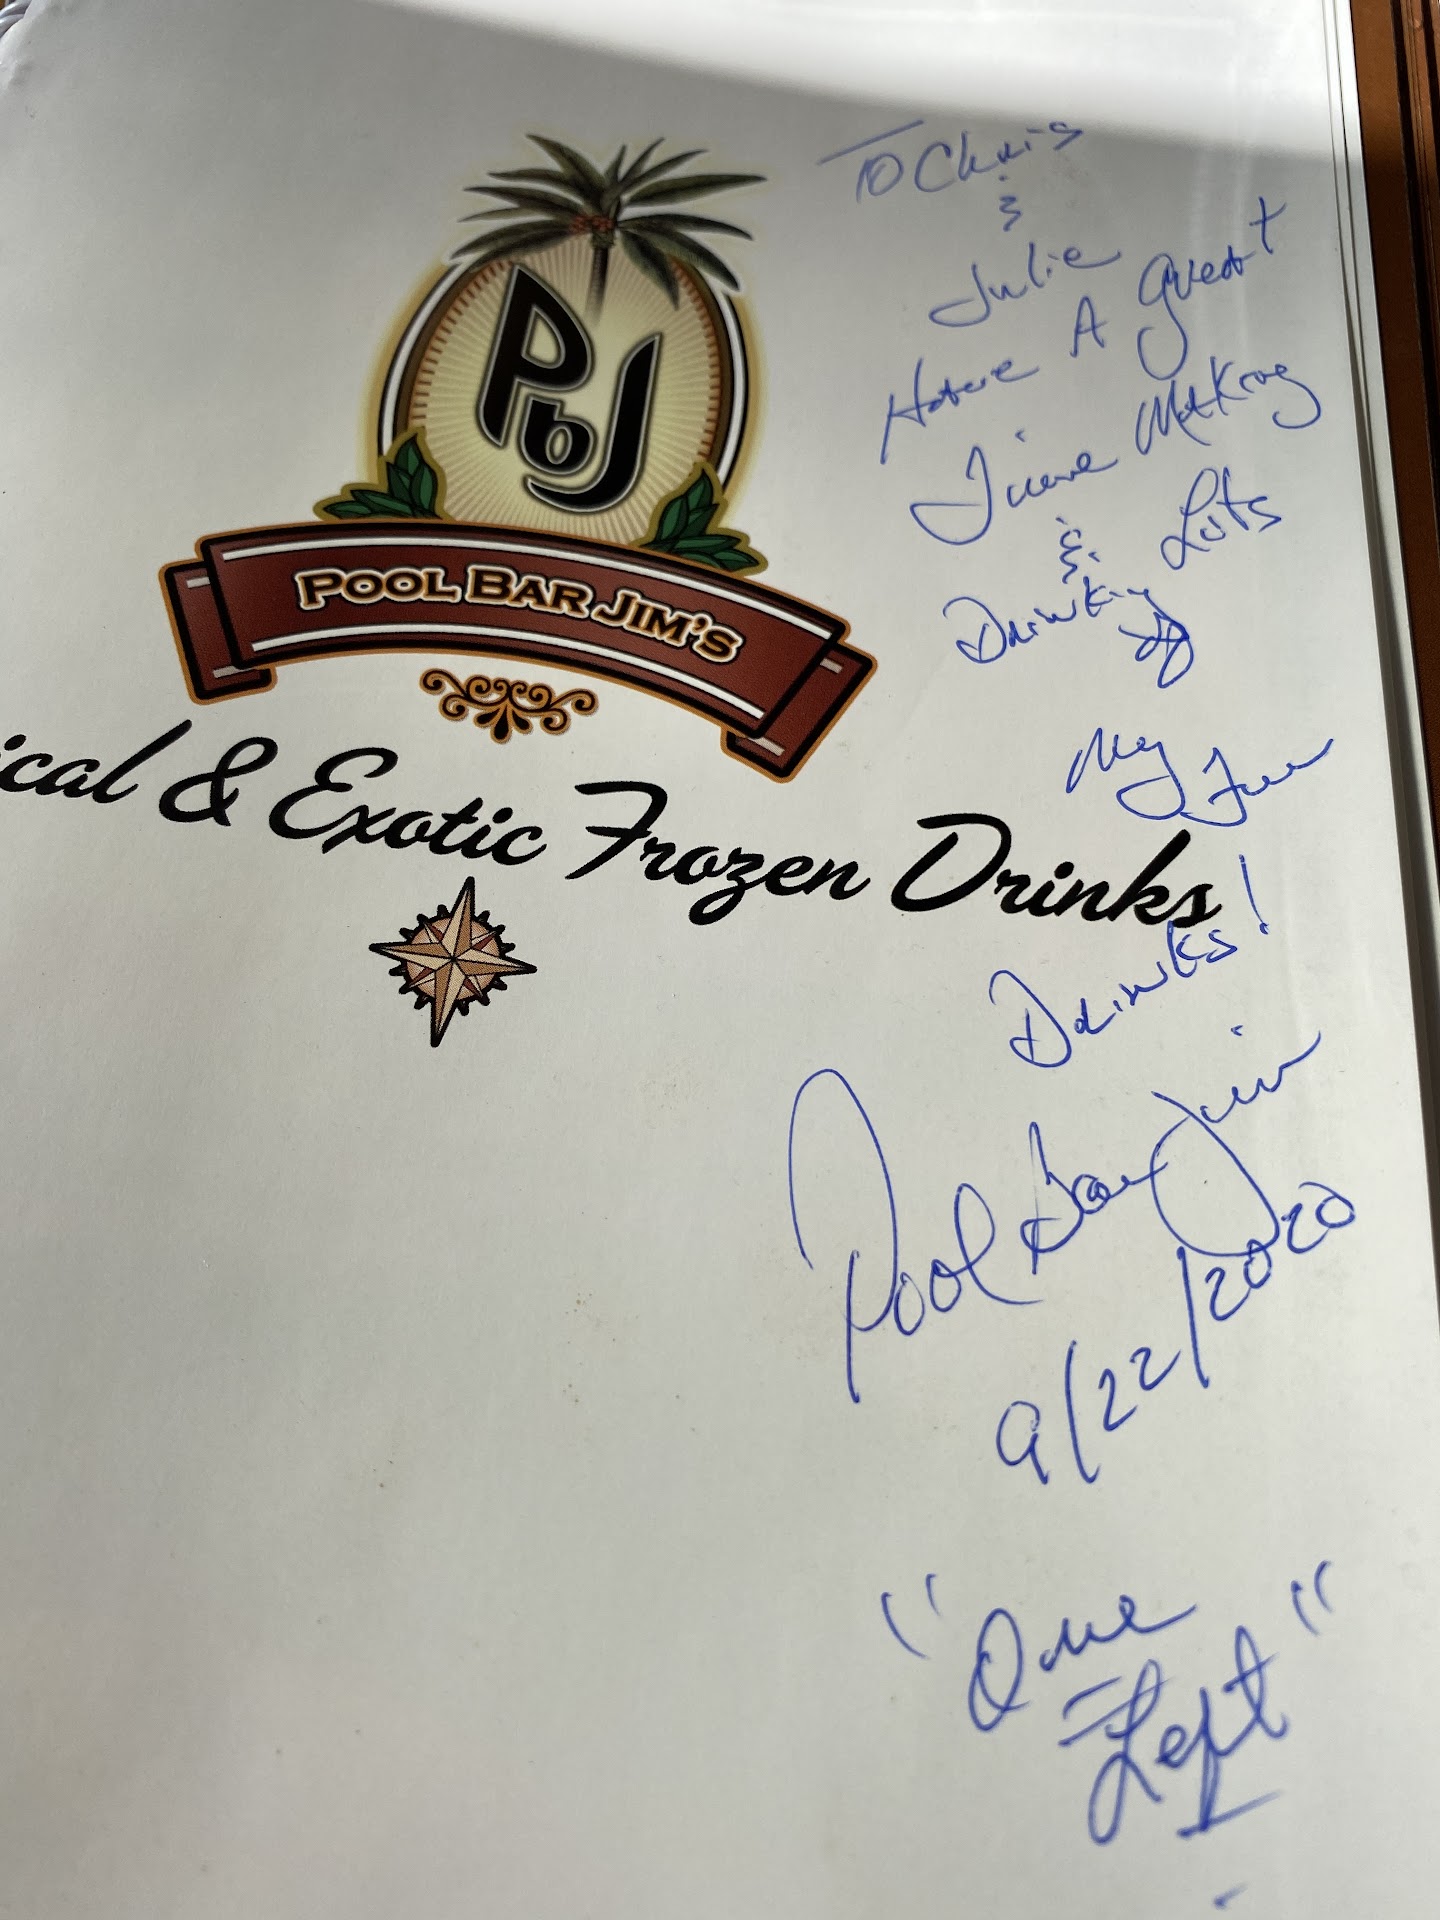 PbJ
POOL BAR JIM'S
ical & Exotic Frozen Drinks
To Chris
&
Julie
Have A great
Time Making
&
Drinking Lots
of
My Fun
Drinks!
Pool Bar Jim
9/22/2020
"One
Left"